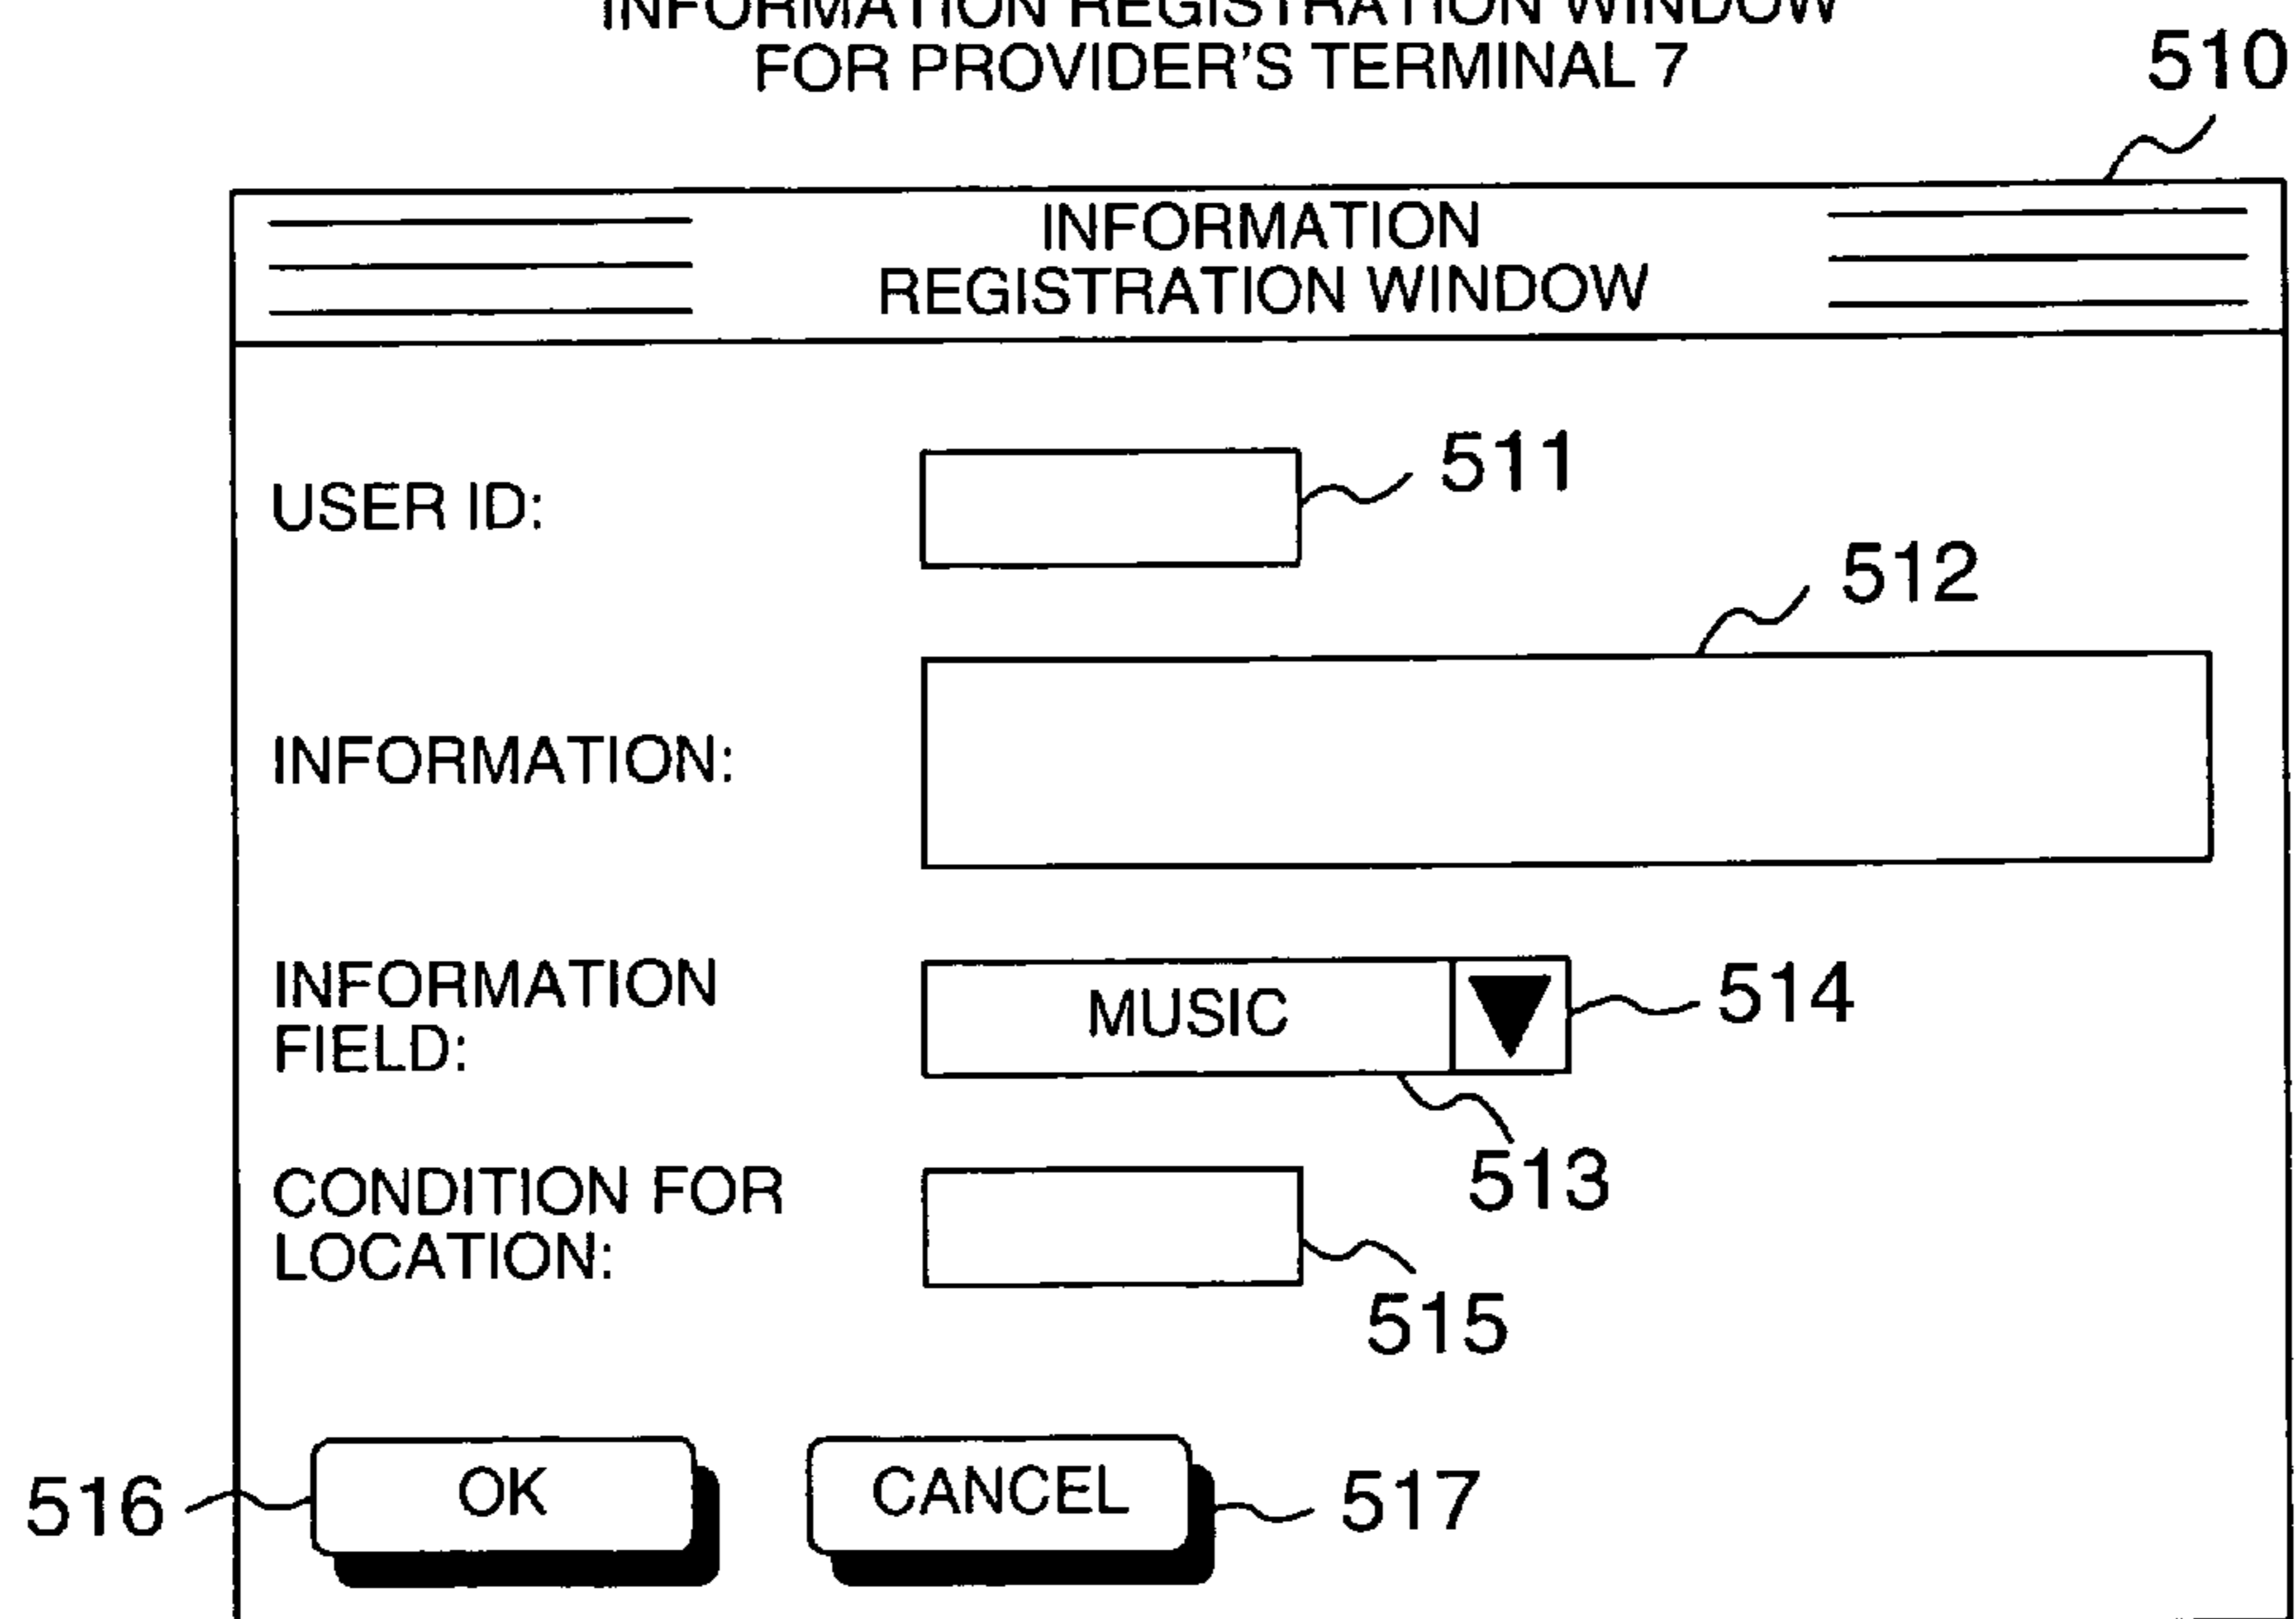 INFORMATION REGISTRATION WINDOW
FOR PROVIDER'S TERMINAL 7
510
INFORMATION
REGISTRATION WINDOW
USER ID:
511
512
INFORMATION:
INFORMATION
FIELD:
MUSIC
514
513
CONDITION FOR
LOCATION:
515
516
OK
CANCEL
517